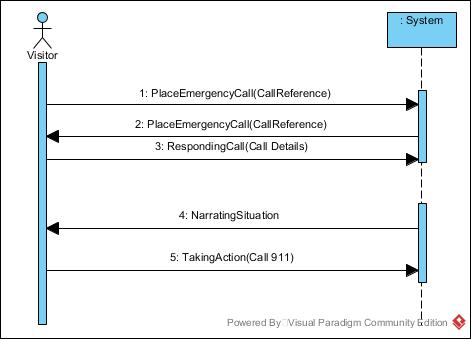 : System
Visitor
1: PlaceEmergencyCall(CallReference)
2: PlaceEmergencyCall(CallReference)
3: RespondingCall(Call Details)
4: NarratingSituation
5: TakingAction(Call 911)
Powered By Visual Paradigm Community Edition